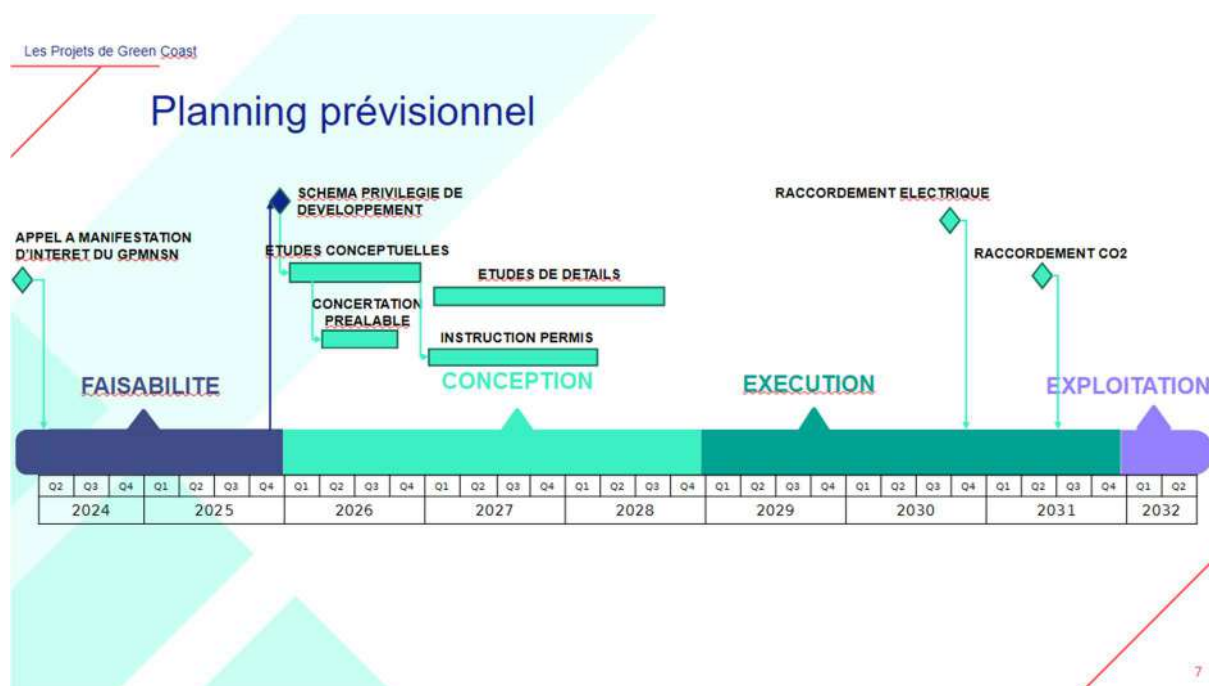 Les Projets de Green Coast
Planning prévisionnel
SCHEMA PRIVILEGIE DE
DEVELOPPEMENT
RACCORDEMENT ELECTRIQUE
APPEL A MANIFESTATION
D'INTERET DU GPMNSN
ETUDES CONCEPTUELLES
RACCORDEMENT CO2
ETUDES DE DETAILS
CONCERTATION
PREALABLE
INSTRUCTION PERMIS
FAISABILITE
CONCEPTION
EXECUTION
EXPLOITATION
Q2 Q3 Q4 Q1 Q2 Q3 Q4 Q1 Q2 Q3 Q4 Q1 Q2 Q3 Q4 Q1 Q2 Q3 Q4 Q1 Q2 Q3 Q4 Q1 Q2 Q3 Q4 Q1 Q2 Q3 Q4 Q1 Q2
2024 2025 2026 2027 2028 2029 2030 2031 2032
7